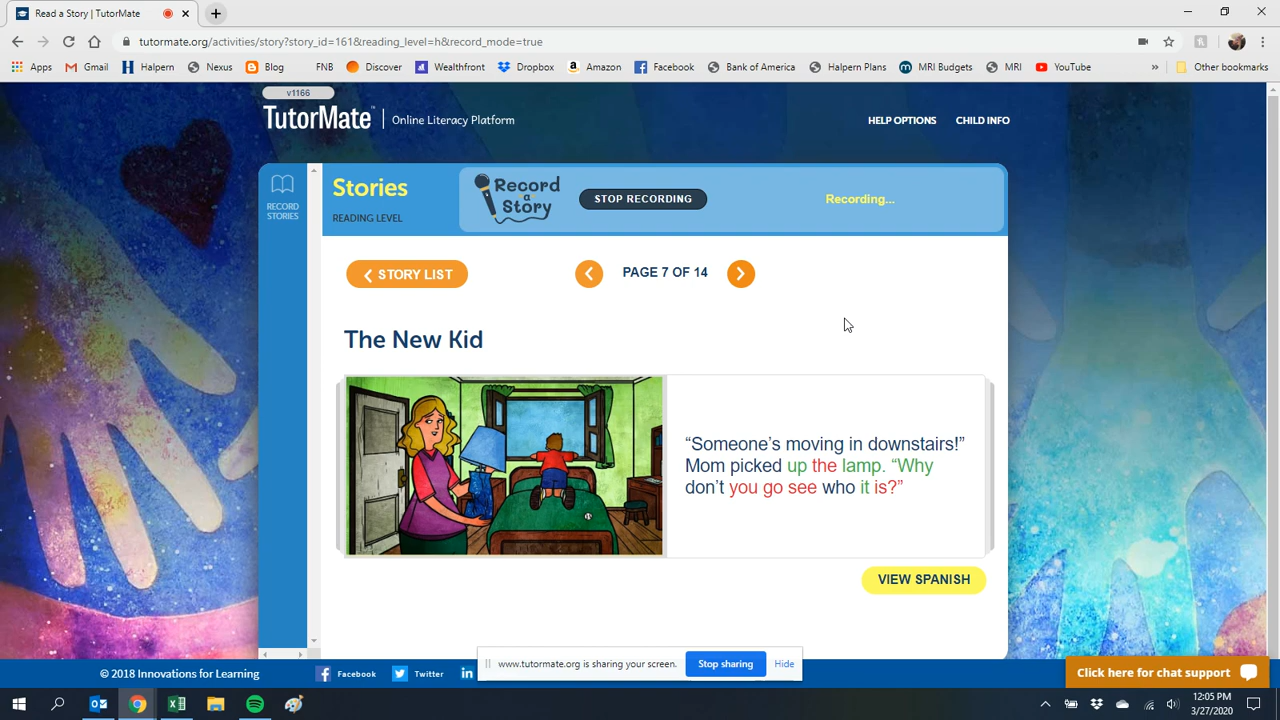 Read a Story | TutorMate
tutormate.org/activities/story?story_id=161&reading_level=h&record_mode=true
Apps Gmail Halpern Nexus Blog FNB Discover Wealthfront Dropbox Amazon Facebook Bank of America Halpern Plans MRI Budgets MRI YouTube » Other bookmarks
v1166
TutorMate™ | Online Literacy Platform
HELP OPTIONS CHILD INFO
RECORD
STORIES
Stories
READING LEVEL
Record
a
Story
STOP RECORDING
Recording...
STORY LIST
PAGE 7 OF 14
The New Kid
“Someone’s moving in downstairs!”
Mom picked up the lamp. “Why
don’t you go see who it is?”
VIEW SPANISH
www.tutormate.org is sharing your screen. Stop sharing Hide
© 2018 Innovations for Learning Facebook Twitter in
Click here for chat support
12:05 PM
3/27/2020